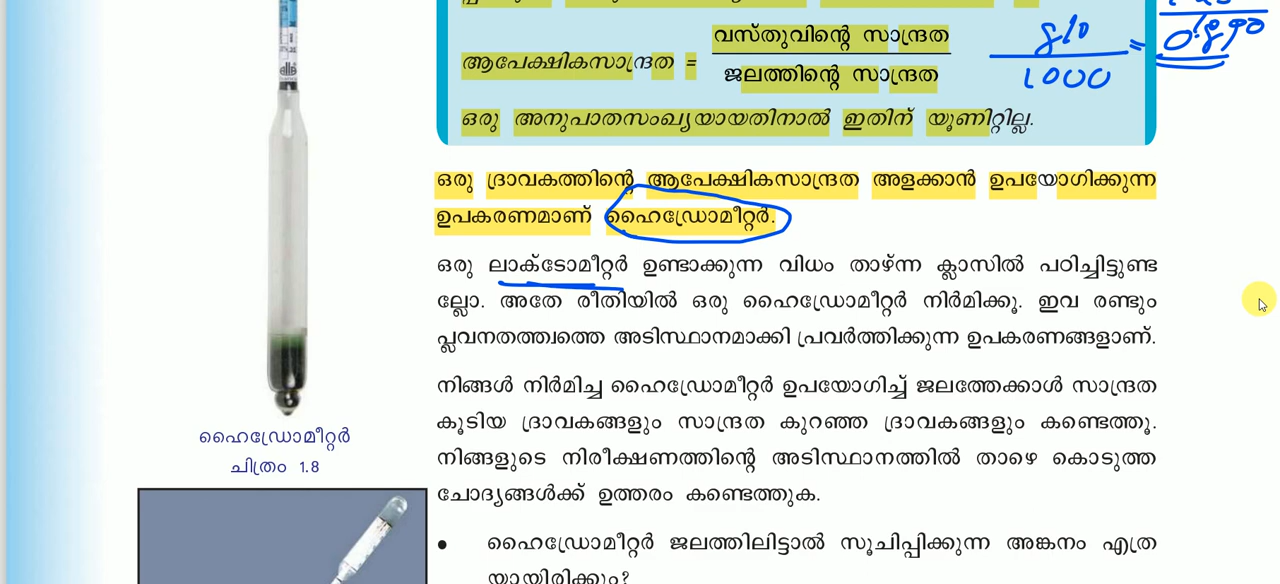 ആപേക്ഷികസാന്ദ്രത = വസ്തുവിന്റെ സാന്ദ്രത
ജലത്തിന്റെ സാന്ദ്രത
810
1000
=
ഒരു അനുപാതസംഖ്യയായതിനാൽ ഇതിന് യൂണിറ്റില്ല.
ഒരു ദ്രാവകത്തിന്റെ ആപേക്ഷികസാന്ദ്രത അളക്കാൻ ഉപയോഗിക്കുന്ന
ഉപകരണമാണ് ഹൈഡ്രോമീറ്റർ.
ഒരു ലാക്ടോമീറ്റർ ഉണ്ടാക്കുന്ന വിധം താഴ്ന്ന ക്ലാസിൽ പഠിച്ചിട്ടുണ്ട
ല്ലോ. അതേ രീതിയിൽ ഒരു ഹൈഡ്രോമീറ്റർ നിർമിക്കൂ. ഇവ രണ്ടും
പ്ലവനതത്ത്വത്തെ അടിസ്ഥാനമാക്കി പ്രവർത്തിക്കുന്ന ഉപകരണങ്ങളാണ്.
നിങ്ങൾ നിർമിച്ച ഹൈഡ്രോമീറ്റർ ഉപയോഗിച്ച് ജലത്തേക്കാൾ സാന്ദ്രത
കൂടിയ ദ്രാവകങ്ങളും സാന്ദ്രത കുറഞ്ഞ ദ്രാവകങ്ങളും കണ്ടെത്തൂ.
നിങ്ങളുടെ നിരീക്ഷണത്തിന്റെ അടിസ്ഥാനത്തിൽ താഴെ കൊടുത്ത
ചോദ്യങ്ങൾക്ക് ഉത്തരം കണ്ടെത്തുക.
ഹൈഡ്രോമീറ്റർ
ചിത്രം 1.8
• ഹൈഡ്രോമീറ്റർ ജലത്തിലിട്ടാൽ സൂചിപ്പിക്കുന്ന അങ്കനം എത്ര
യായിരിക്കും?